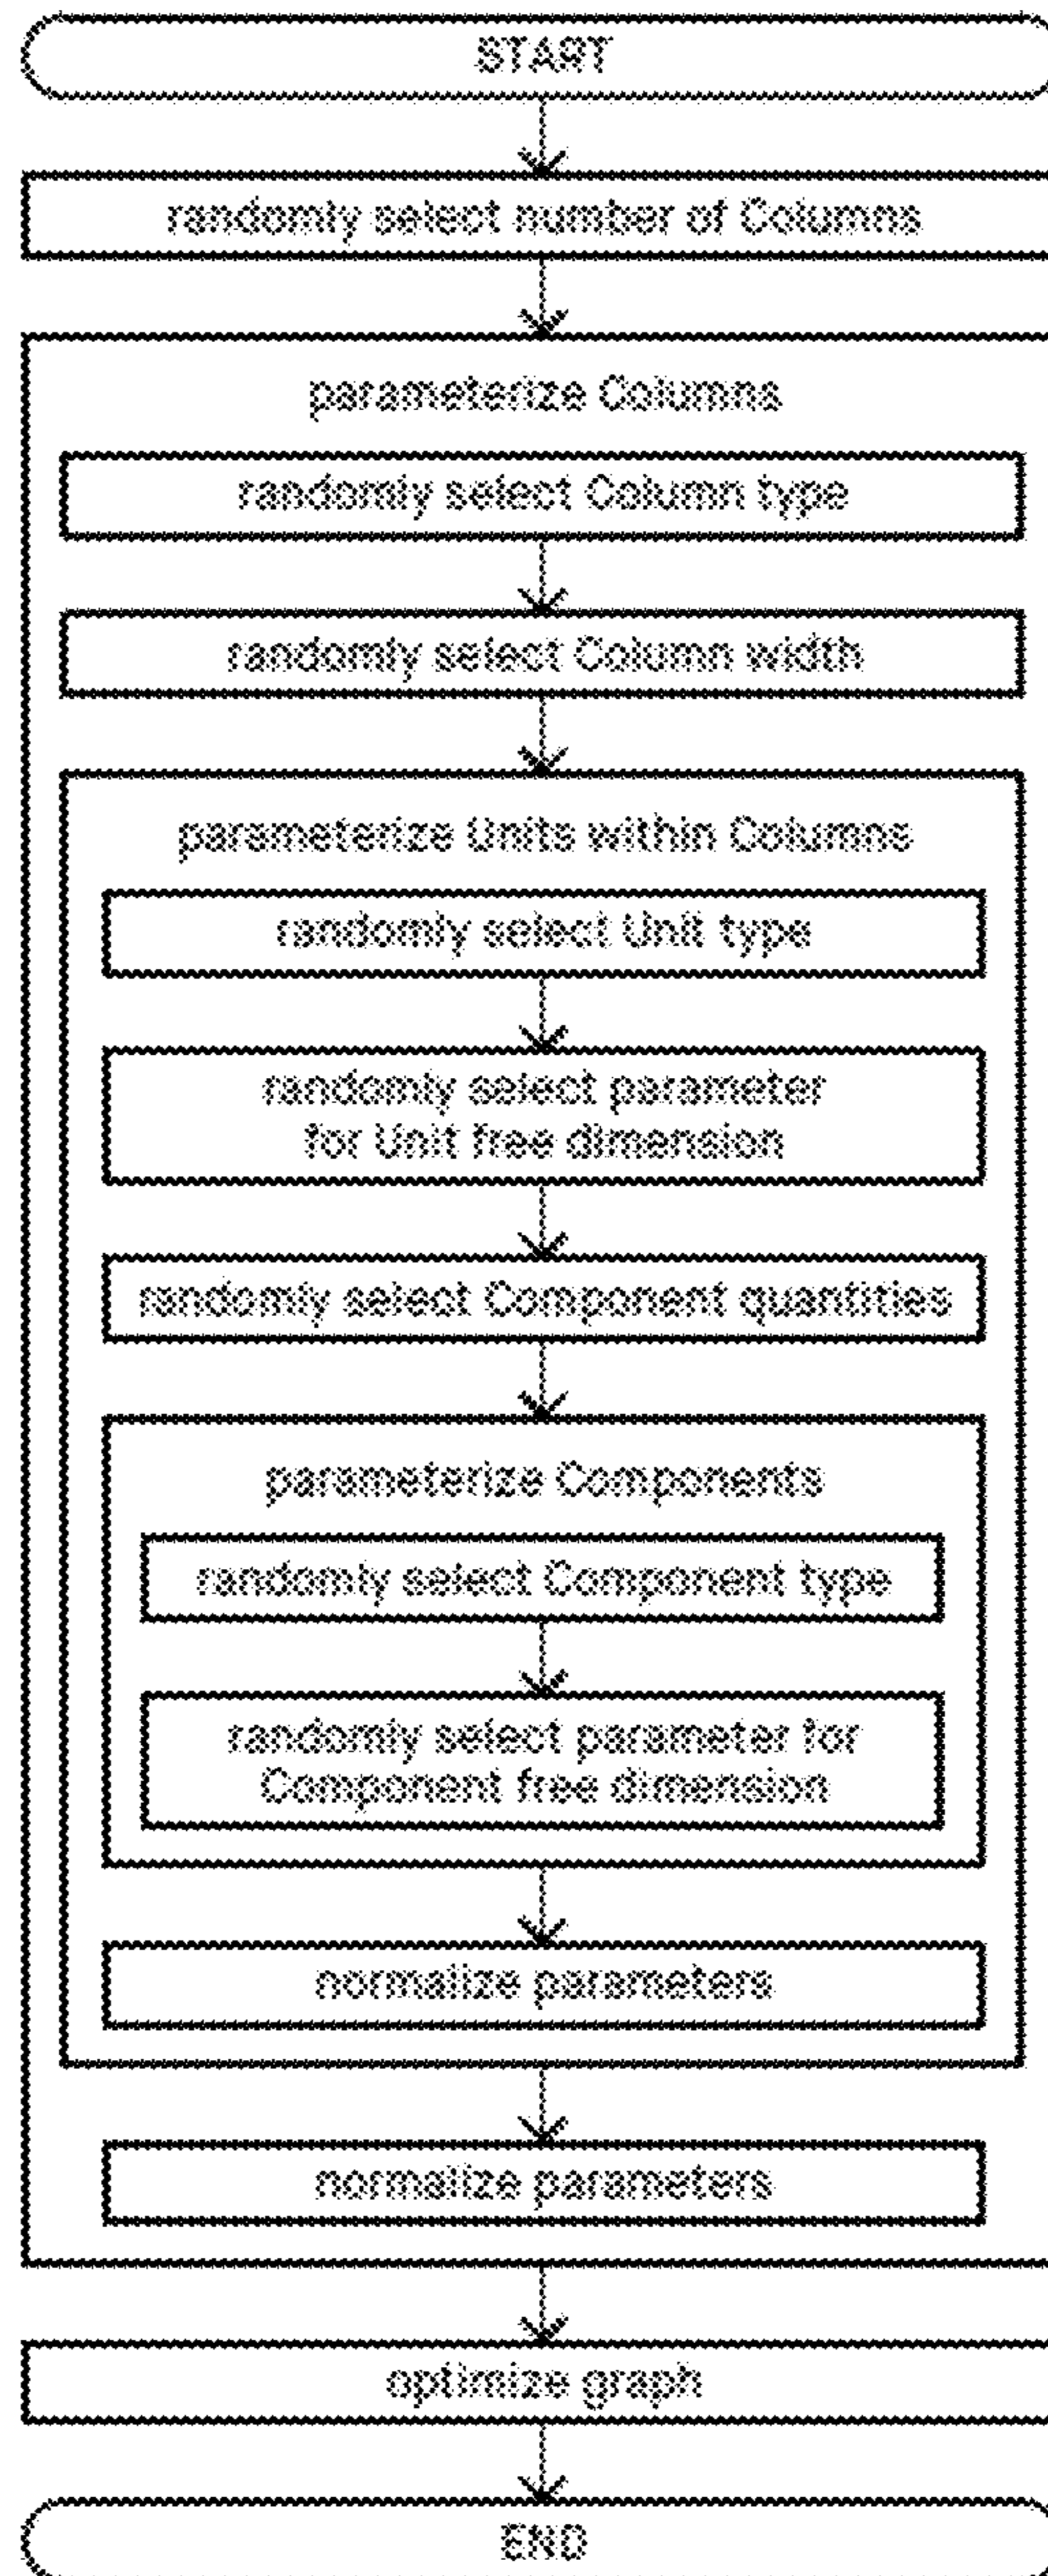 START
randomly select number of Columns
parameterize Columns
randomly select Column type
randomly select Column width
parameterize Units within Columns
randomly select Unit type
randomly select parameter
for Unit free dimension
randomly select Component quantities
parameterize Components
randomly select Component type
randomly select parameter for
Component free dimension
normalize parameters
normalize parameters
optimize graph
END